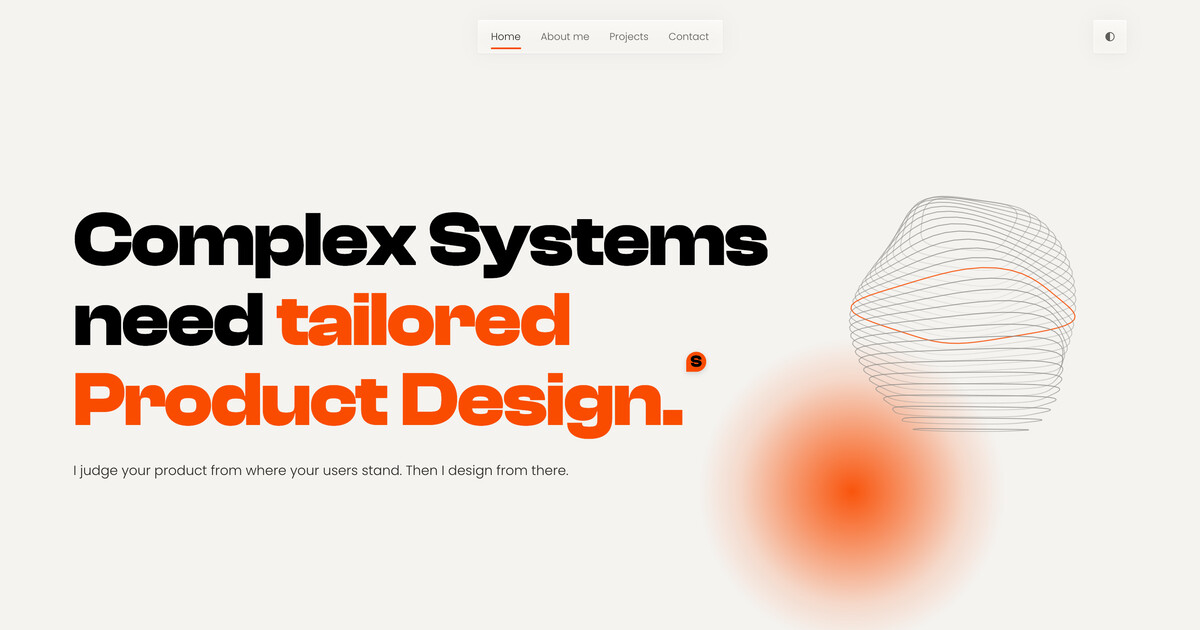 Home About me Projects Contact
Complex Systems
need tailored
S
Product Design.
I judge your product from where your users stand. Then I design from there.